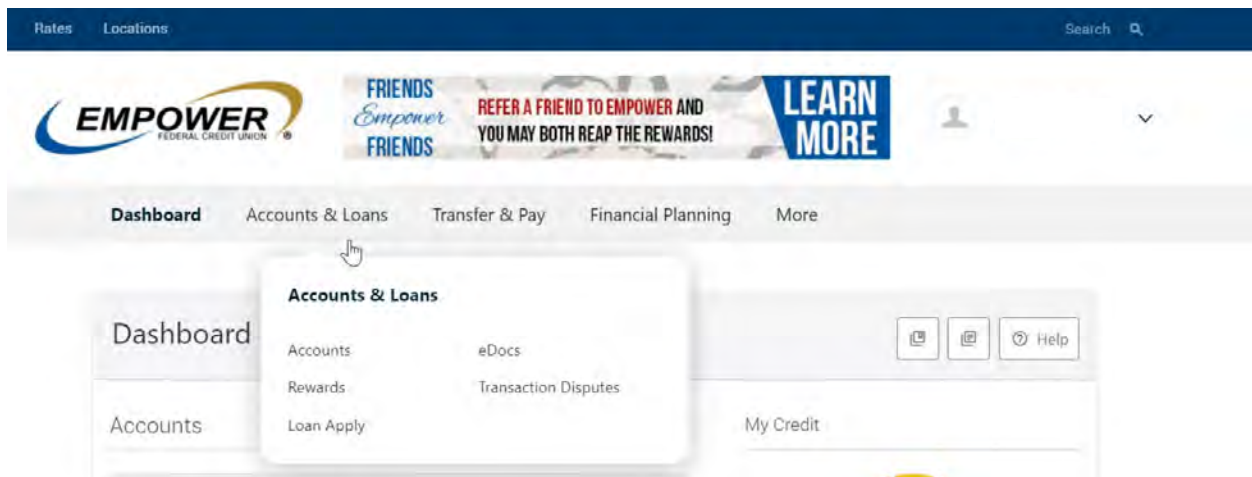 Rates Locations Search
EMPOWER
FEDERAL CREDIT UNION ®
FRIENDS
Empower
FRIENDS
REFER A FRIEND TO EMPOWER AND
YOU MAY BOTH REAP THE REWARDS!
LEARN
MORE
Dashboard Accounts & Loans Transfer & Pay Financial Planning More
Accounts & Loans
Dashboard
Help
Accounts eDocs
Rewards Transaction Disputes
Loan Apply
Accounts
My Credit